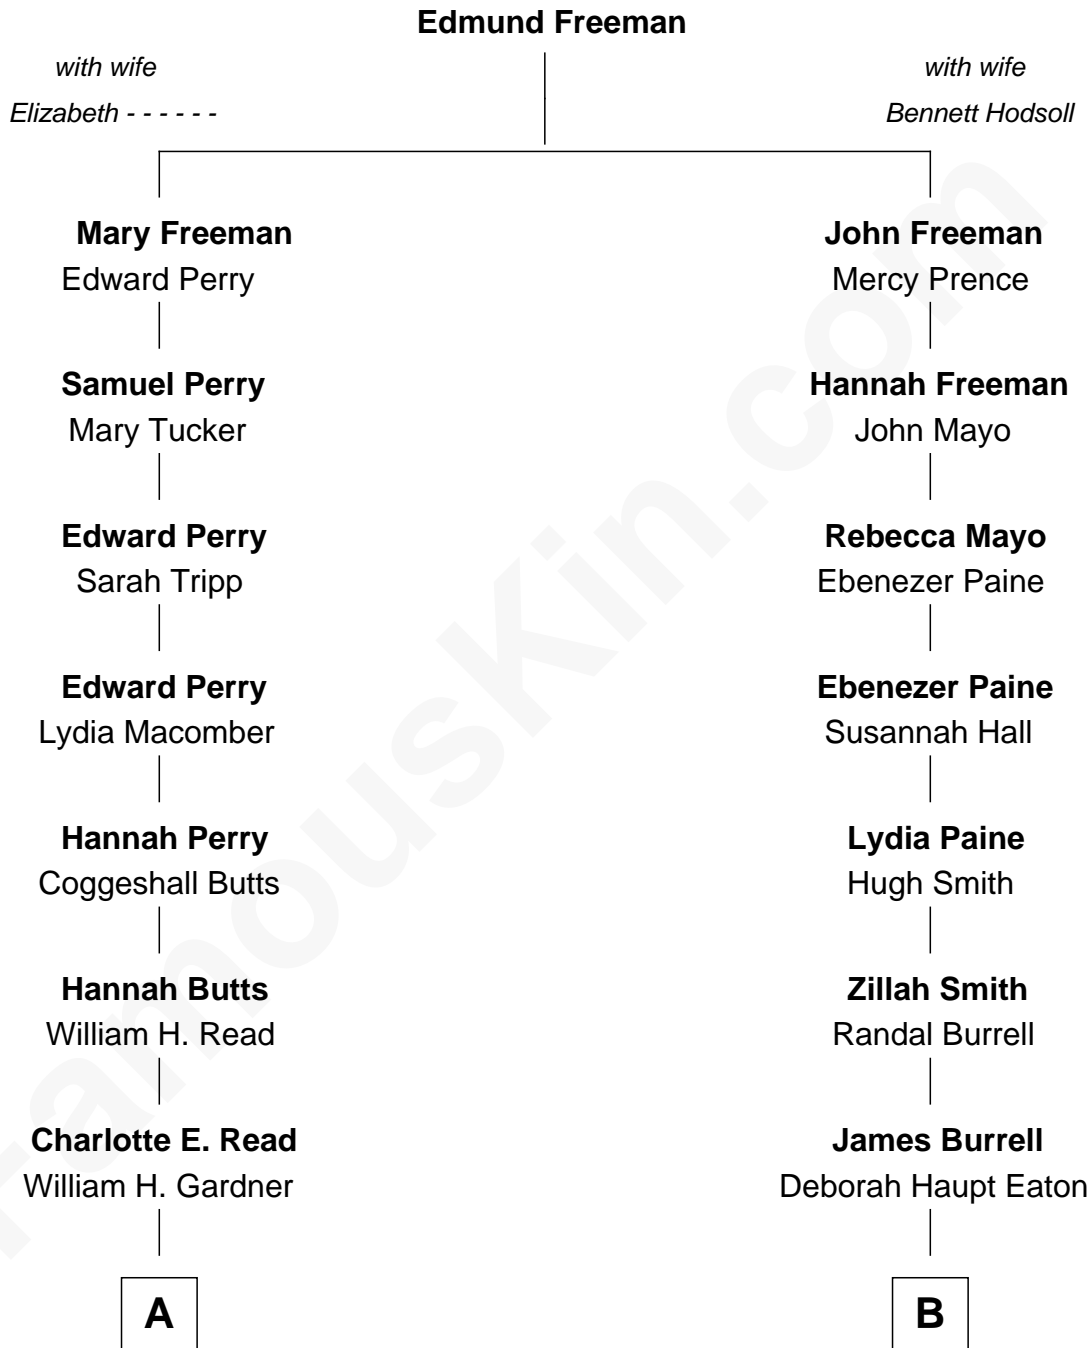 Edmund Freeman
with wife
Elizabeth - - - - - -
with wife
Bennett Hodsoll
Mary Freeman
Edward Perry
John Freeman
Mercy Prence
Samuel Perry
Mary Tucker
Hannah Freeman
John Mayo
Edward Perry
Sarah Tripp
Rebecca Mayo
Ebenezer Paine
Edward Perry
Lydia Macomber
Ebenezer Paine
Susannah Hall
Hannah Perry
Coggeshall Butts
Lydia Paine
Hugh Smith
Hannah Butts
William H. Read
Zillah Smith
Randal Burrell
Charlotte E. Read
William H. Gardner
James Burrell
Deborah Haupt Eaton
A
B
FamousKin.com